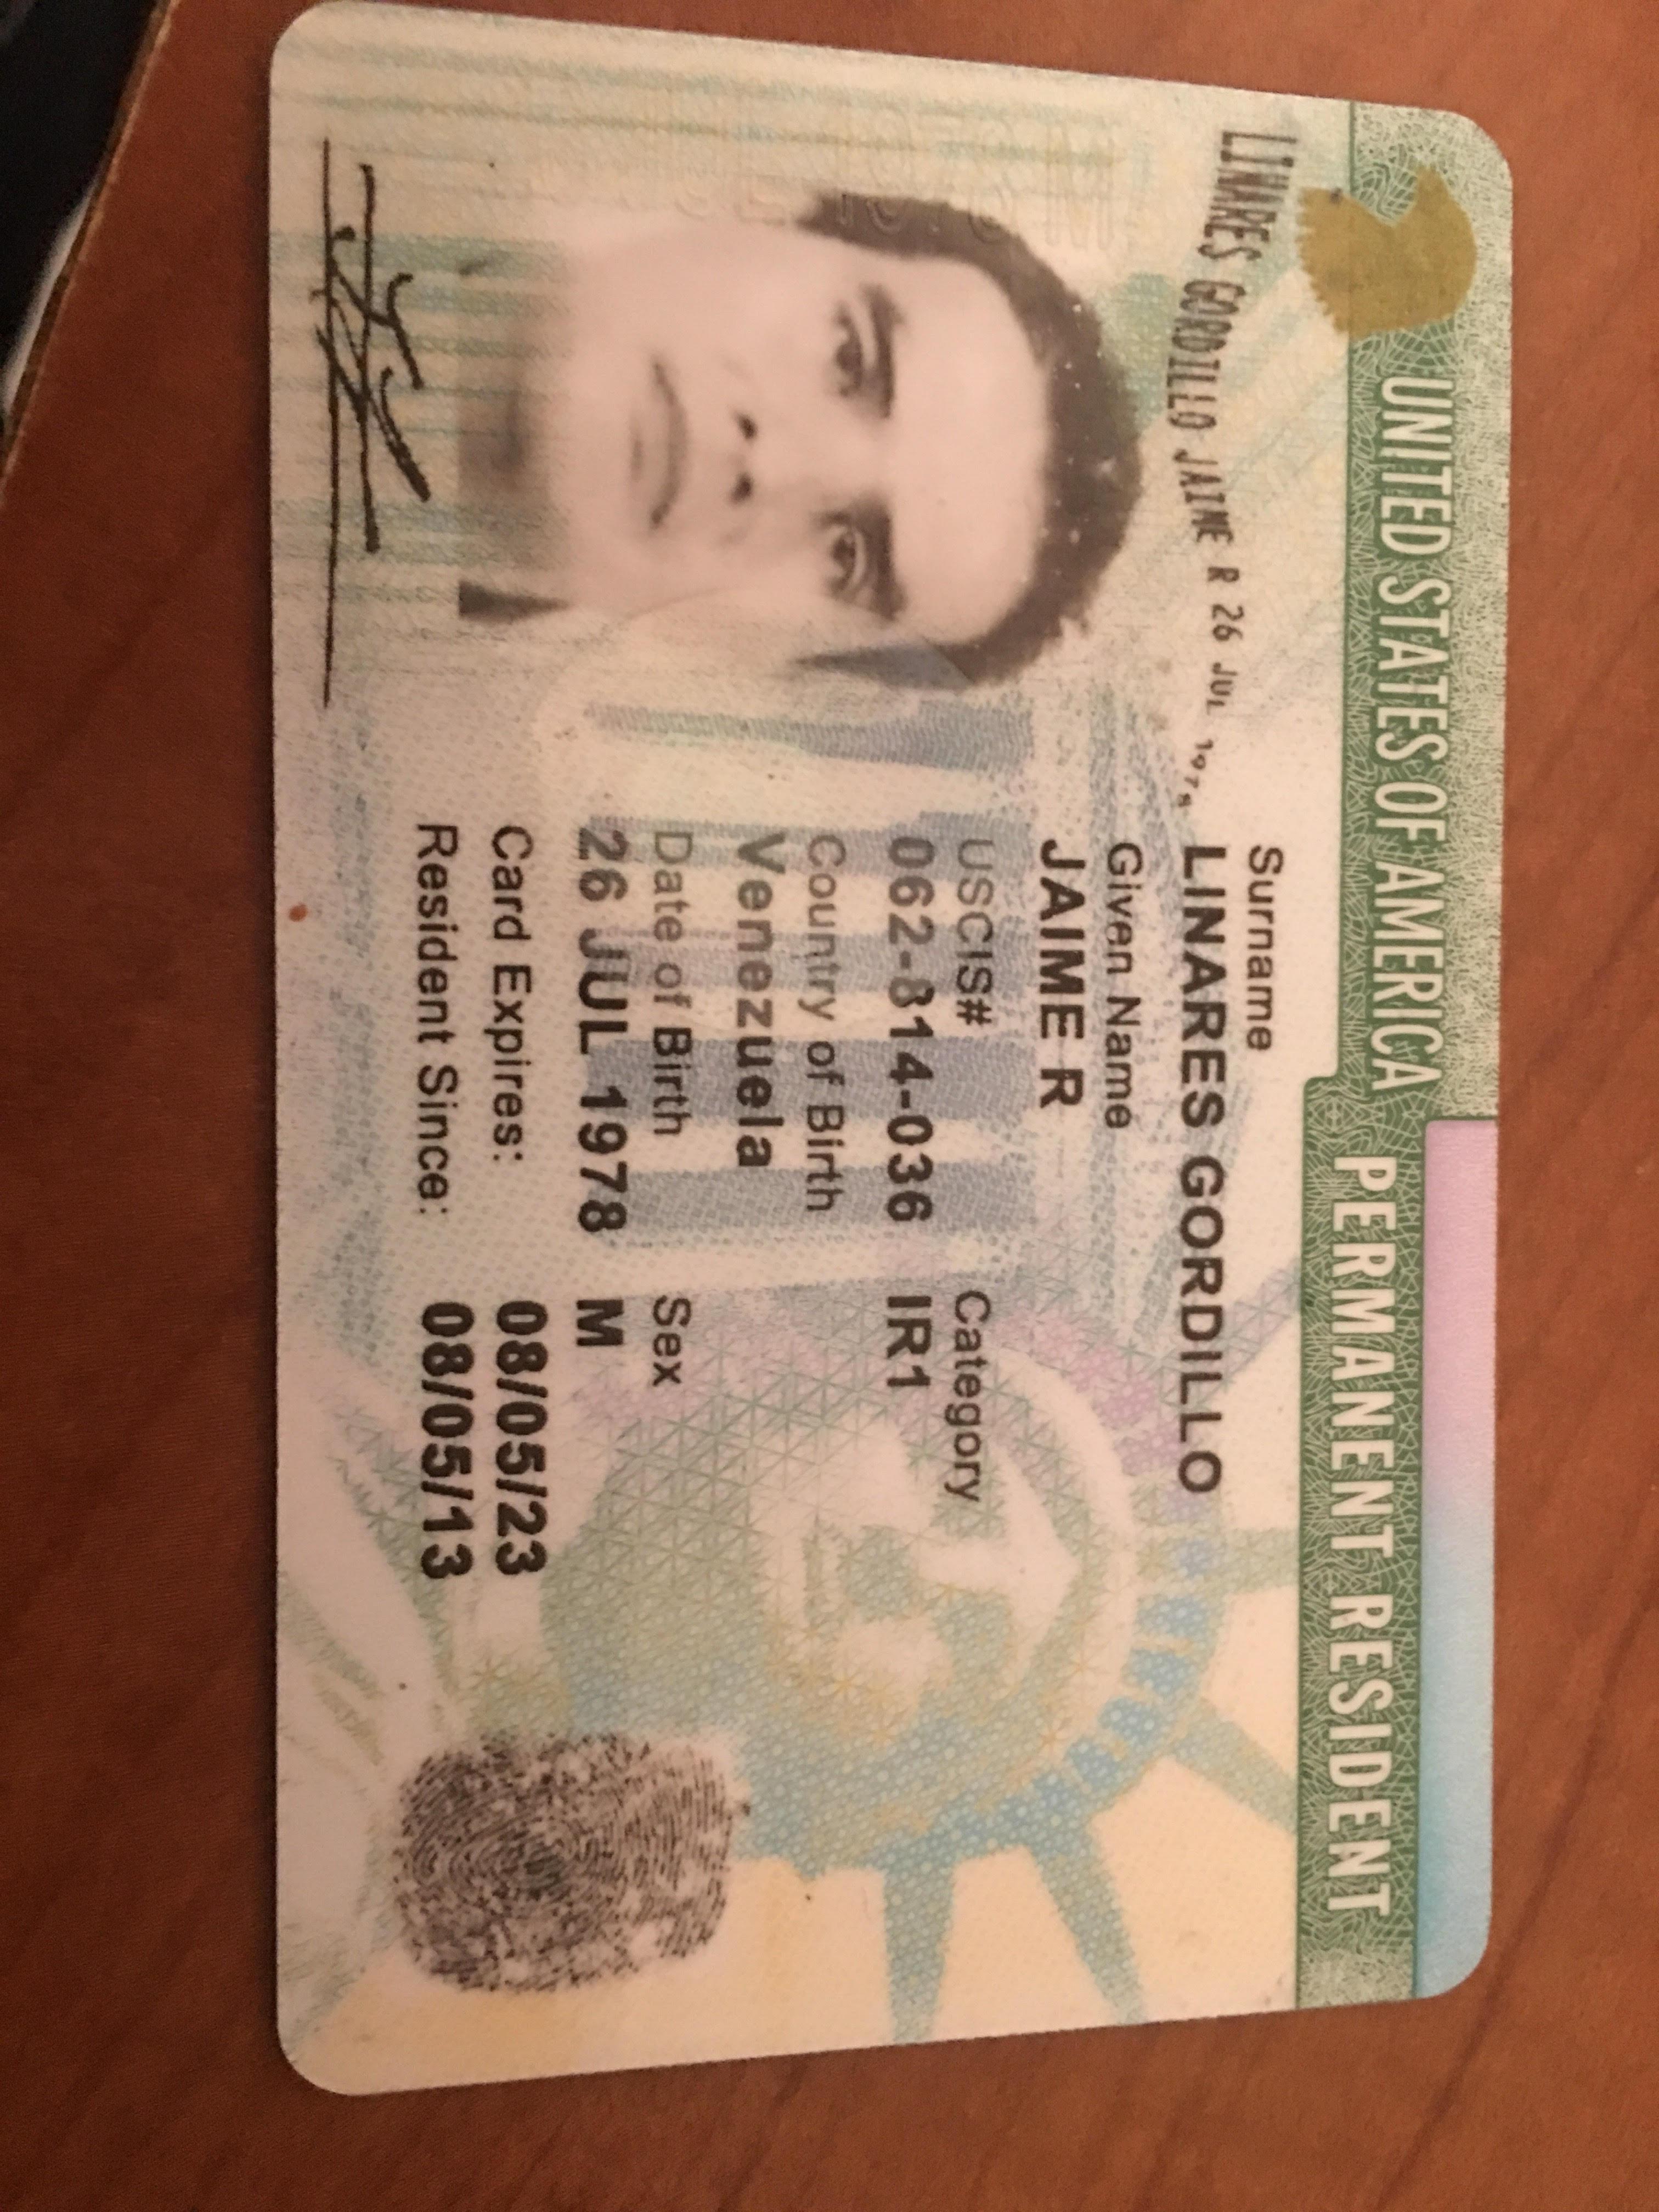 UNITED STATES OF AMERICA
PERMANENT RESIDENT
LINARES GORDILLO JAIME R 26 JUL 1978
Surname
LINARES GORDILLO
Given Name
JAIME R
USCIS# Category
062-814-036 IR1
Country of Birth
Venezuela
Date of Birth Sex
26 JUL 1978 M
Card Expires: 08/05/23
Resident Since: 08/05/13